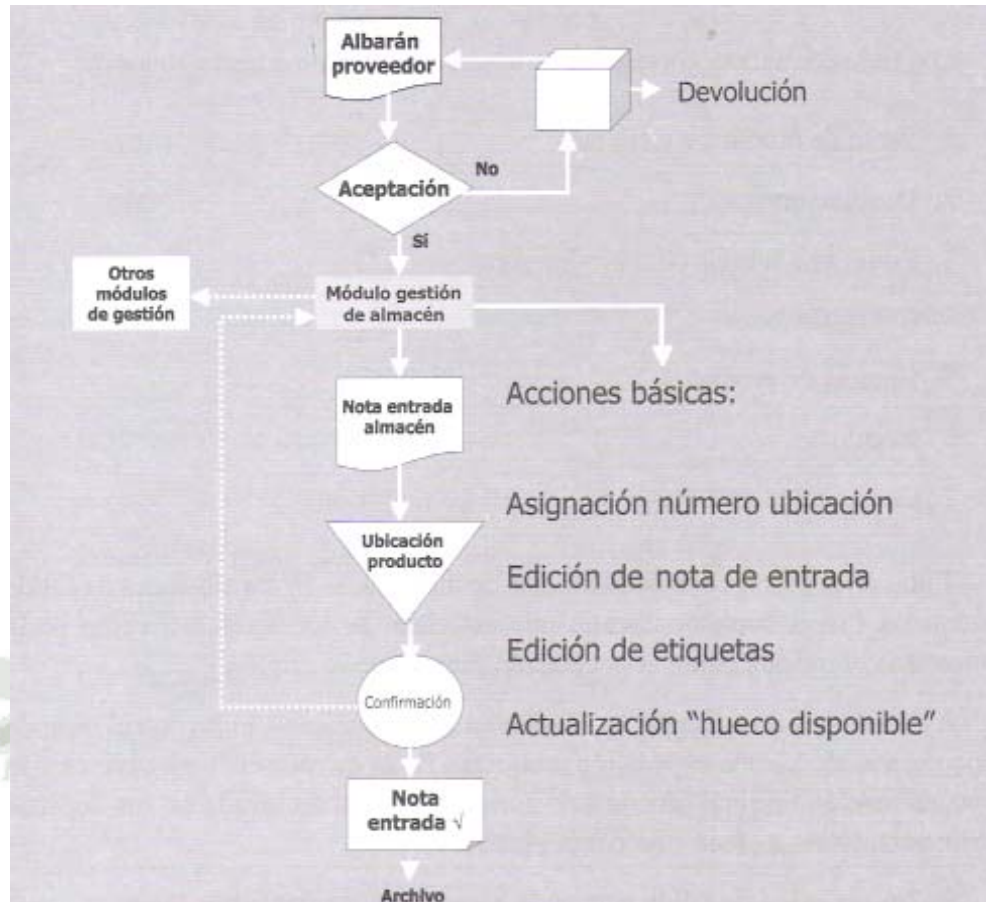 Albarán
proveedor
Devolución
No
Aceptación
Sí
Otros
módulos
de gestión
Módulo gestión
de almacén
Nota entrada
almacén
Acciones básicas:
Asignación número ubicación
Ubicación
producto
Edición de nota de entrada
Edición de etiquetas
Confirmación
Actualización “hueco disponible”
Nota
entrada √
Archivo